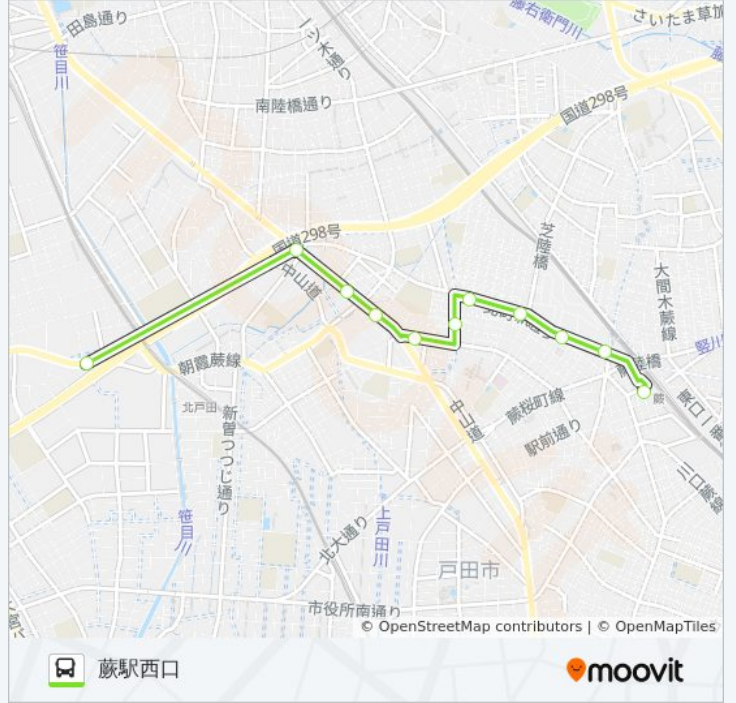 田島通り
笹目川
一ツ木通り
藤右衛門川
さいたま草加
南陸橋通り
国道298号
国道298号
中山道
芝陸橋
大間木蕨線
竪川
朝霞蕨線
北戸田
新曽つつじ通り
蕨
中山道
蕨桜町線
駅前通り
川口蕨線
笹目川
上戸田川
北大通り
戸田市
市役所南通り
© OpenStreetMap contributors | © OpenMapTiles
蕨駅西口
moovit